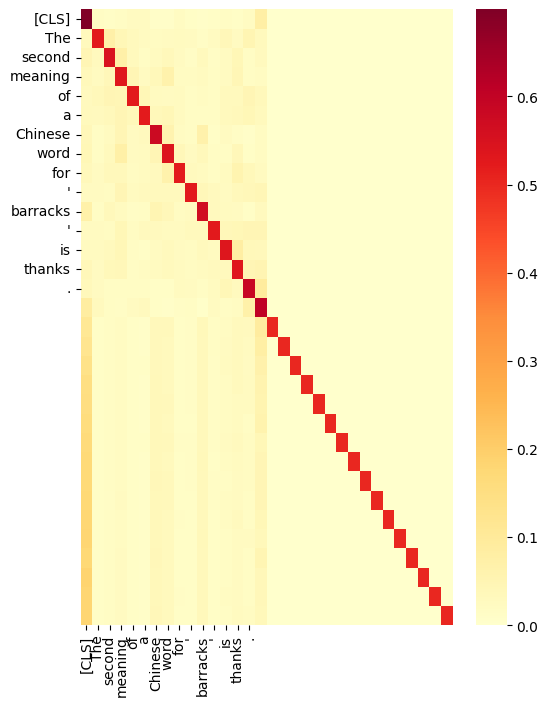 [CLS]
The
second
meaning
of
a
Chinese
word
for
'
barracks
'
is
thanks
.
0.6
0.5
0.4
0.3
0.2
0.1
0.0
[CLS]
The
second
meaning
of
a
Chinese
word
for
'
barracks
'
is
thanks
.